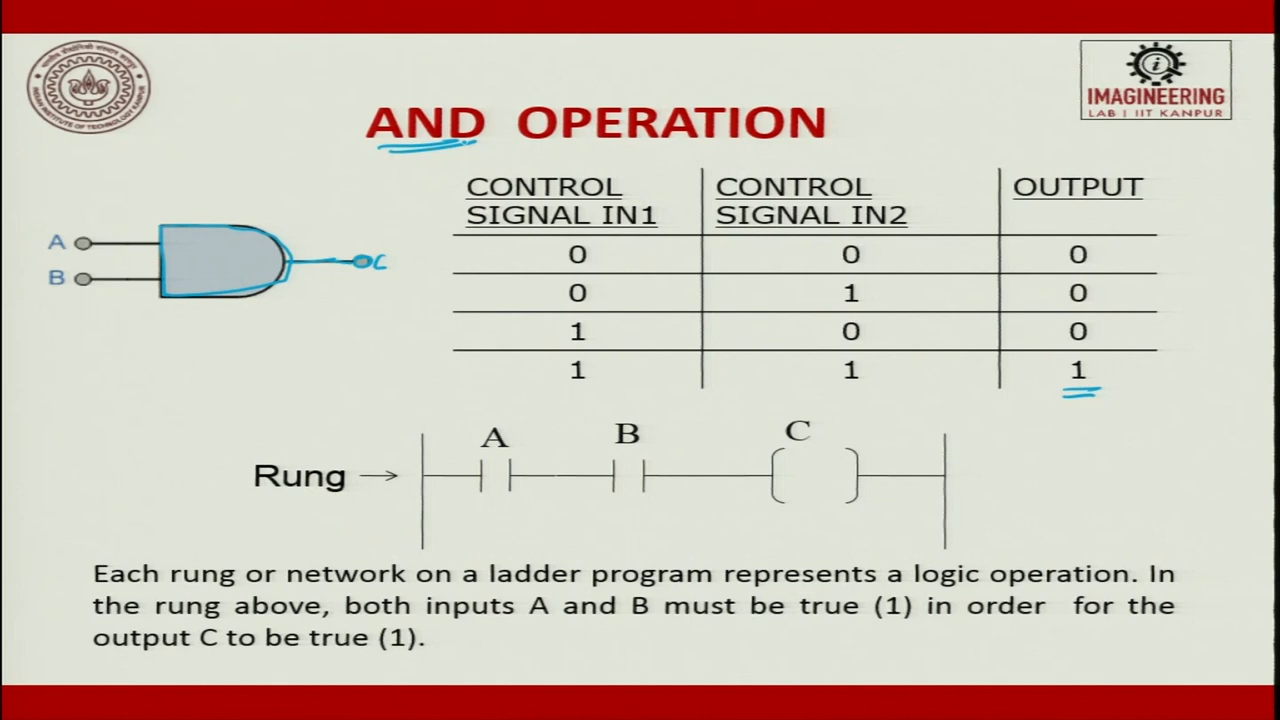 IMAGINEERING
LAB | IIT KANPUR
AND OPERATION
CONTROL SIGNAL IN1 CONTROL SIGNAL IN2 OUTPUT
0 0 0
0 1 0
1 0 0
1 1 1
A
B
C
A B C
Rung →
Each rung or network on a ladder program represents a logic operation. In
the rung above, both inputs A and B must be true (1) in order for the
output C to be true (1).